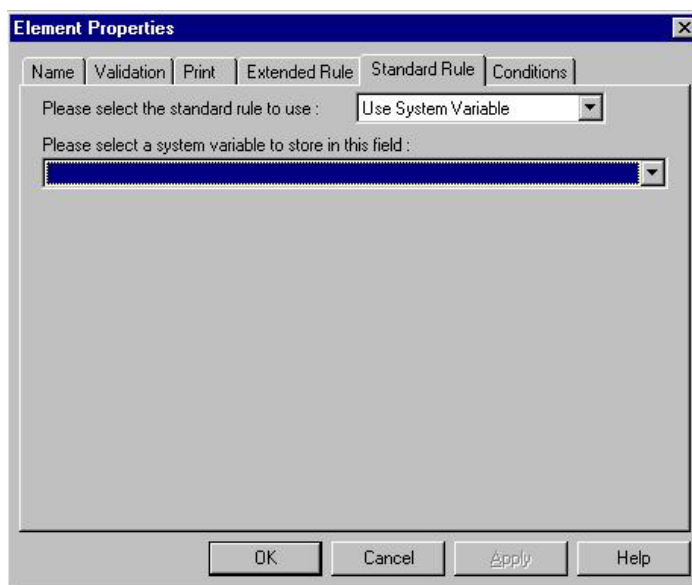 Element Properties
Name Validation Print Extended Rule Standard Rule Conditions
Please select the standard rule to use : Use System Variable
Please select a system variable to store in this field :
OK Cancel Apply Help